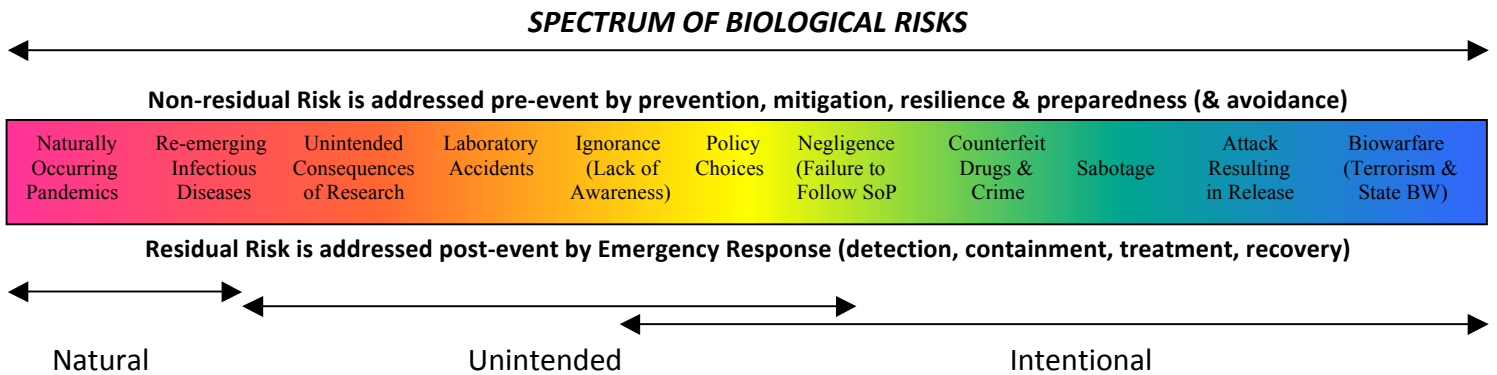 SPECTRUM OF BIOLOGICAL RISKS
Non-residual Risk is addressed pre-event by prevention, mitigation, resilience & preparedness (& avoidance)
Naturally
Occurring
Pandemics
Re-emerging
Infectious
Diseases
Unintended
Consequences
of Research
Laboratory
Accidents
Ignorance
(Lack of
Awareness)
Policy
Choices
Negligence
(Failure to
Follow SoP
Counterfeit
Drugs &
Crime
Sabotage
Attack
Resulting
in Release
Biowarfare
(Terrorism &
State BW)
Residual Risk is addressed post-event by Emergency Response (detection, containment, treatment, recovery)
Natural
Unintended
Intentional